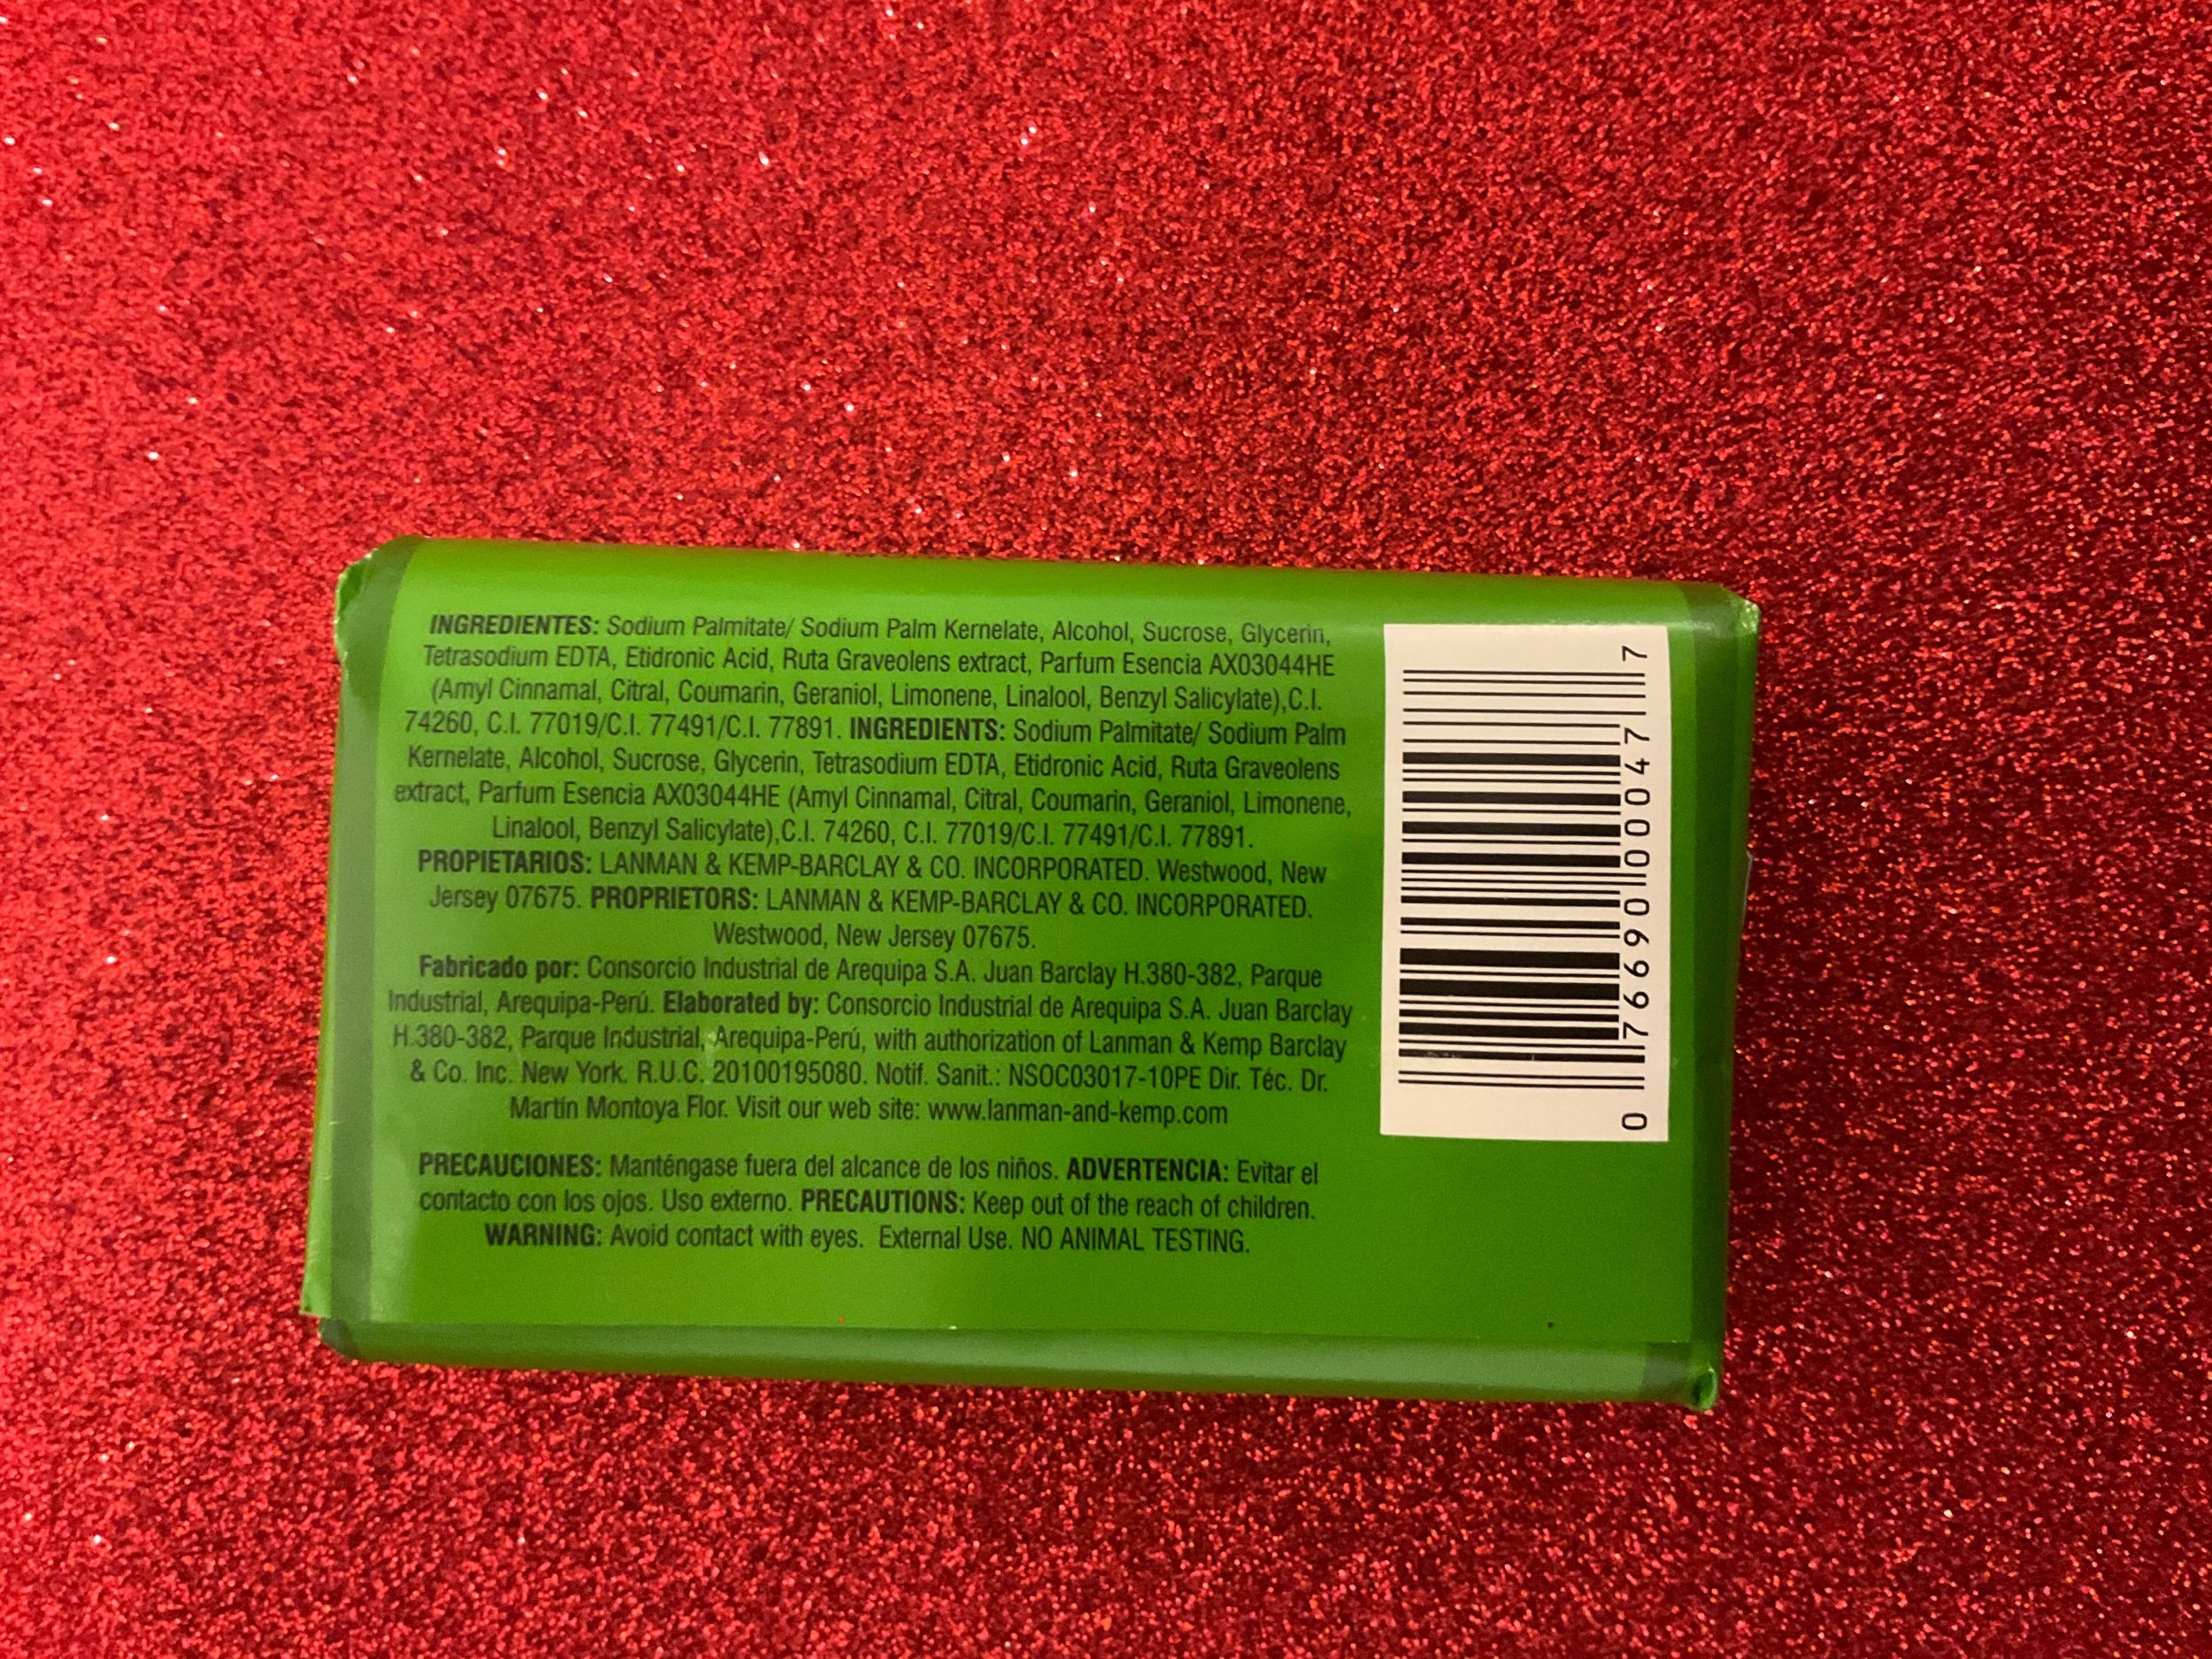 INGREDIENTES: Sodium Palmitate/ Sodium Palm Kernelate, Alcohol, Sucrose, Glycerin,
Tetrasodium EDTA, Etidronic Acid, Ruta Graveolens extract, Parfum Esencia AX03044HE
(Amyl Cinnamal, Citral, Coumarin, Geraniol, Limonene, Linalool, Benzyl Salicylate),C.I.
74260, C.I. 77019/C.I. 77491/C.I. 77891. INGREDIENTS: Sodium Palmitate/ Sodium Palm
Kernelate, Alcohol, Sucrose, Glycerin, Tetrasodium EDTA, Etidronic Acid, Ruta Graveolens
extract, Parfum Esencia AX03044HE (Amyl Cinnamal, Citral, Coumarin, Geraniol, Limonene,
Linalool, Benzyl Salicylate),C.I. 74260, C.I. 77019/C.I. 77491/C.I. 77891.
PROPIETARIOS: LANMAN & KEMP-BARCLAY & CO. INCORPORATED. Westwood, New
Jersey 07675. PROPRIETORS: LANMAN & KEMP-BARCLAY & CO. INCORPORATED.
Westwood, New Jersey 07675.
Fabricado por: Consorcio Industrial de Arequipa S.A. Juan Barclay H.380-382, Parque
Industrial, Arequipa-Perú. Elaborated by: Consorcio Industrial de Arequipa S.A. Juan Barclay
H.380-382, Parque Industrial, Arequipa-Perú, with authorization of Lanman & Kemp Barclay
& Co. Inc. New York. R.U.C. 20100195080. Notif. Sanit.: NSOC03017-10PE Dir. Téc. Dr.
Martín Montoya Flor. Visit our web site: www.lanman-and-kemp.com
PRECAUCIONES: Manténgase fuera del alcance de los niños. ADVERTENCIA: Evitar el
contacto con los ojos. Uso externo. PRECAUTIONS: Keep out of the reach of children.
WARNING: Avoid contact with eyes. External Use. NO ANIMAL TESTING.
0 79990 10047 7